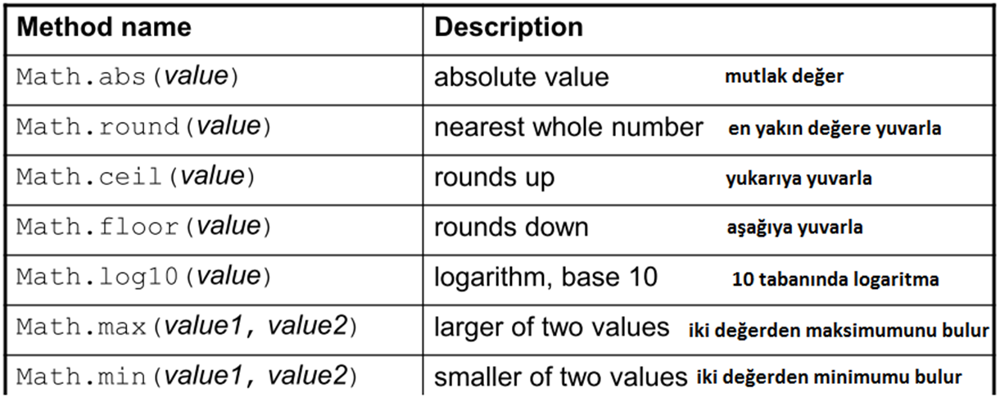 Method name Description
Math.abs(value) absolute value mutlak değer
Math.round(value) nearest whole number en yakın değere yuvarla
Math.ceil(value) rounds up yukarıya yuvarla
Math.floor(value) rounds down aşağıya yuvarla
Math.log10(value) logarithm, base 10 10 tabanında logaritma
Math.max(value1, value2) larger of two values iki değerden maksimumunu bulur
Math.min(value1, value2) smaller of two values iki değerden minimumu bulur